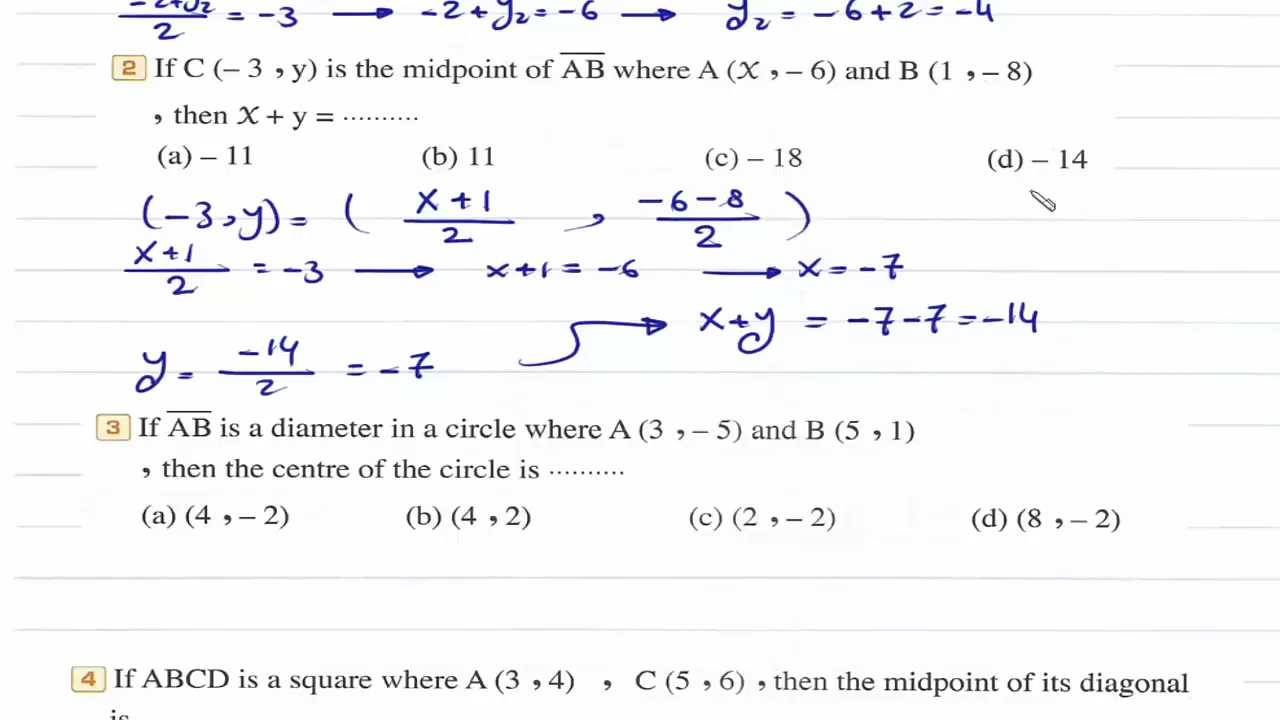 -2+y₂/2 = -3 ⟶ -2+y₂=-6 ⟶ y₂ = -6+2=-4
2 If C (– 3 , y) is the midpoint of AB where A (X , – 6) and B (1 , – 8)
, then X + y = ..........
(a) – 11 (b) 11 (c) – 18 (d) – 14
(-3,y)= ( x+1/2 , -6-8/2 )
x+1/2 = -3 ⟶ x+1=-6 ⟶ x=-7
x+y = -7-7=-14
y= -14/2 = -7
3 If AB is a diameter in a circle where A (3 , – 5) and B (5 , 1)
, then the centre of the circle is ..........
(a) (4 , – 2) (b) (4 , 2) (c) (2 , – 2) (d) (8 , – 2)
4 If ABCD is a square where A (3 , 4) , C (5 , 6) , then the midpoint of its diagonal
is